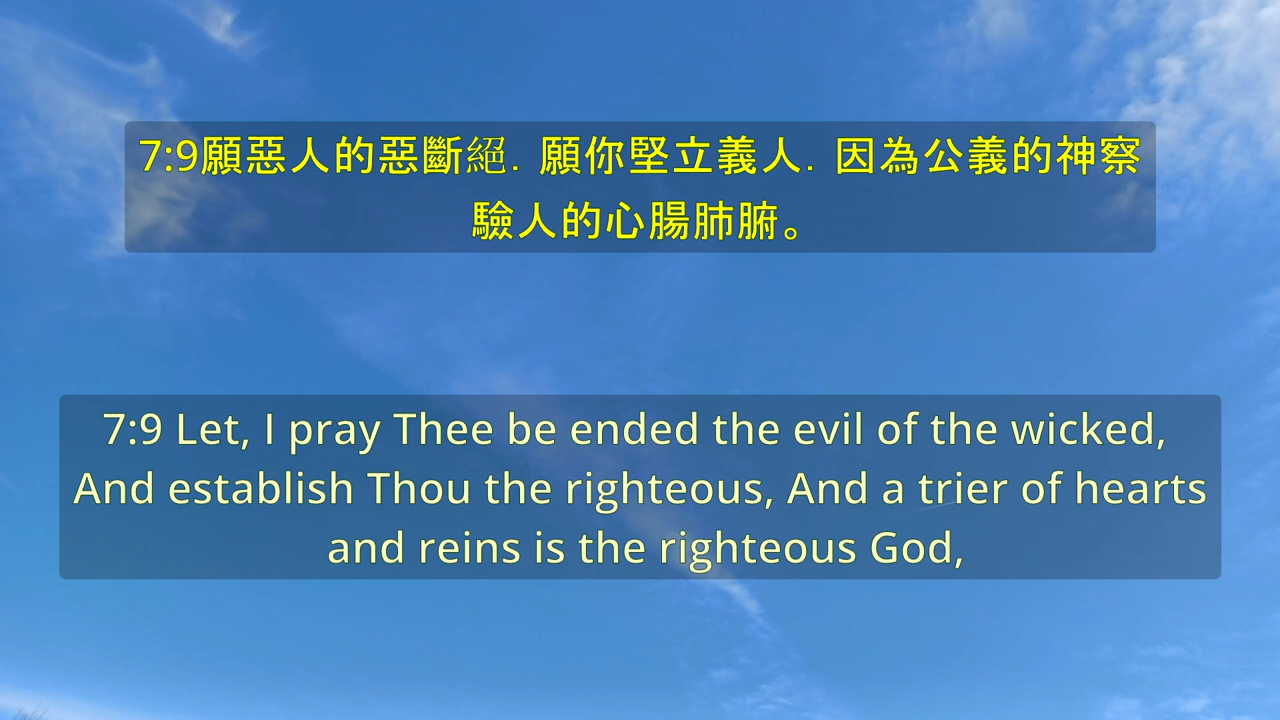 7:9願惡人的惡斷絕．願你堅立義人．因為公義的神察
驗人的心腸肺腑。
7:9 Let, I pray Thee be ended the evil of the wicked,
And establish Thou the righteous, And a trier of hearts
and reins is the righteous God,